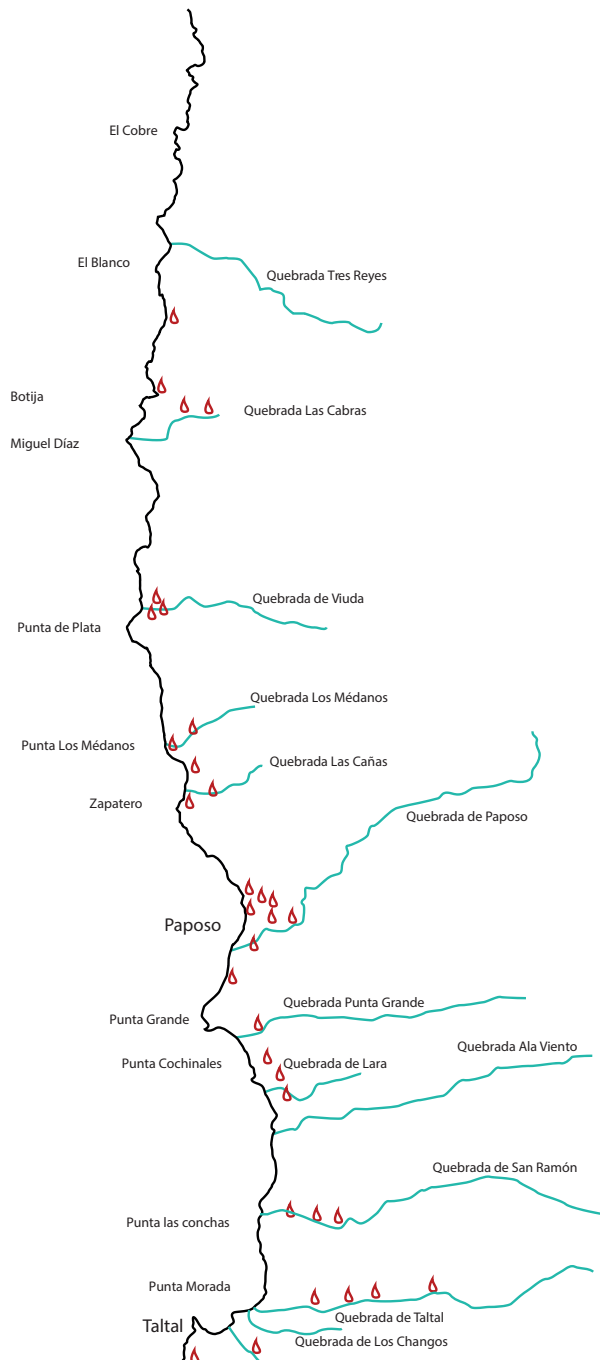 El Cobre
El Blanco
Quebrada Tres Reyes
Botija
Quebrada Las Cabras
Miguel Díaz
Quebrada de Viuda
Punta de Plata
Quebrada Los Médanos
Punta Los Médanos
Quebrada Las Cañas
Zapatero
Quebrada de Paposo
Paposo
Quebrada Punta Grande
Punta Grande
Quebrada Ala Viento
Punta Cochinales
Quebrada de Lara
Quebrada de San Ramón
Punta las conchas
Punta Morada
Quebrada de Taltal
Taltal
Quebrada de Los Changos